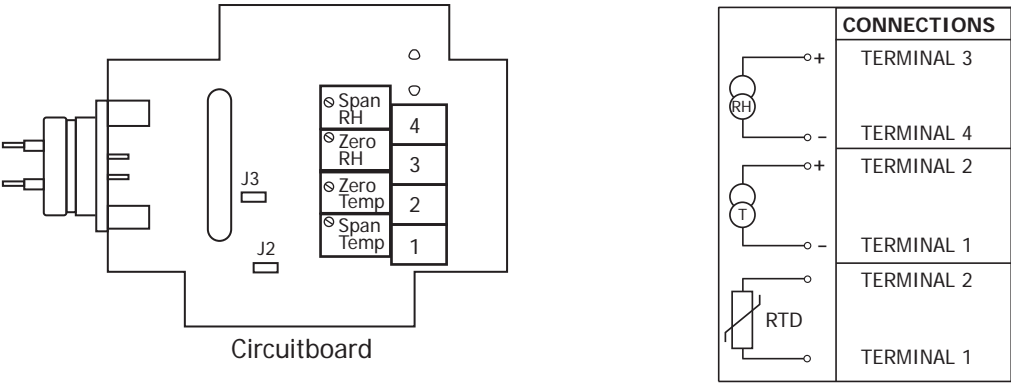 Span
RH
4
Zero
RH
3
Zero
Temp
2
Span
Temp
1
J3
J2
Circuitboard
CONNECTIONS
RH
+
TERMINAL 3
–
TERMINAL 4
T
+
TERMINAL 2
–
TERMINAL 1
RTD
TERMINAL 2
TERMINAL 1